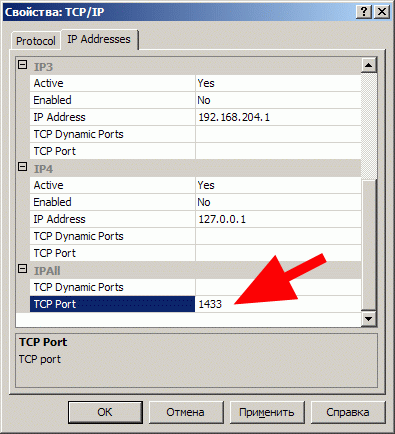 Свойства: TCP/IP
Protocol IP Addresses
IP3
Active Yes
Enabled No
IP Address 192.168.204.1
TCP Dynamic Ports
TCP Port
IP4
Active Yes
Enabled No
IP Address 127.0.0.1
TCP Dynamic Ports
TCP Port
IPAll
TCP Dynamic Ports
TCP Port 1433
TCP Port
TCP port
ОК Отмена Применить Справка